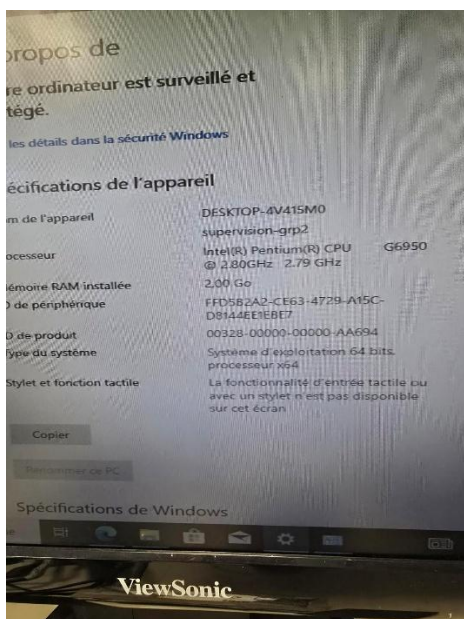 propos de
re ordinateur est surveillé et
tégé.
les détails dans la sécurité Windows
écifications de l'appareil
m de l'appareil DESKTOP-4V415M0
supervision-grp2
ocesseur Intel(R) Pentium(R) CPU G6950
@ 2.80GHz 2.79 GHz
émoire RAM installée 2,00 Go
D de périphérique FFD582A2-CE63-4729-A15C-
D8144EE1EBE7
D de produit 00328-00000-00000-AA694
Type du système Système d'exploitation 64 bits,
processeur x64
Stylet et fonction tactile La fonctionnalité d'entrée tactile ou
avec un stylet n'est pas disponible
sur cet écran
Copier
Renommer ce PC
Spécifications de Windows
ViewSonic